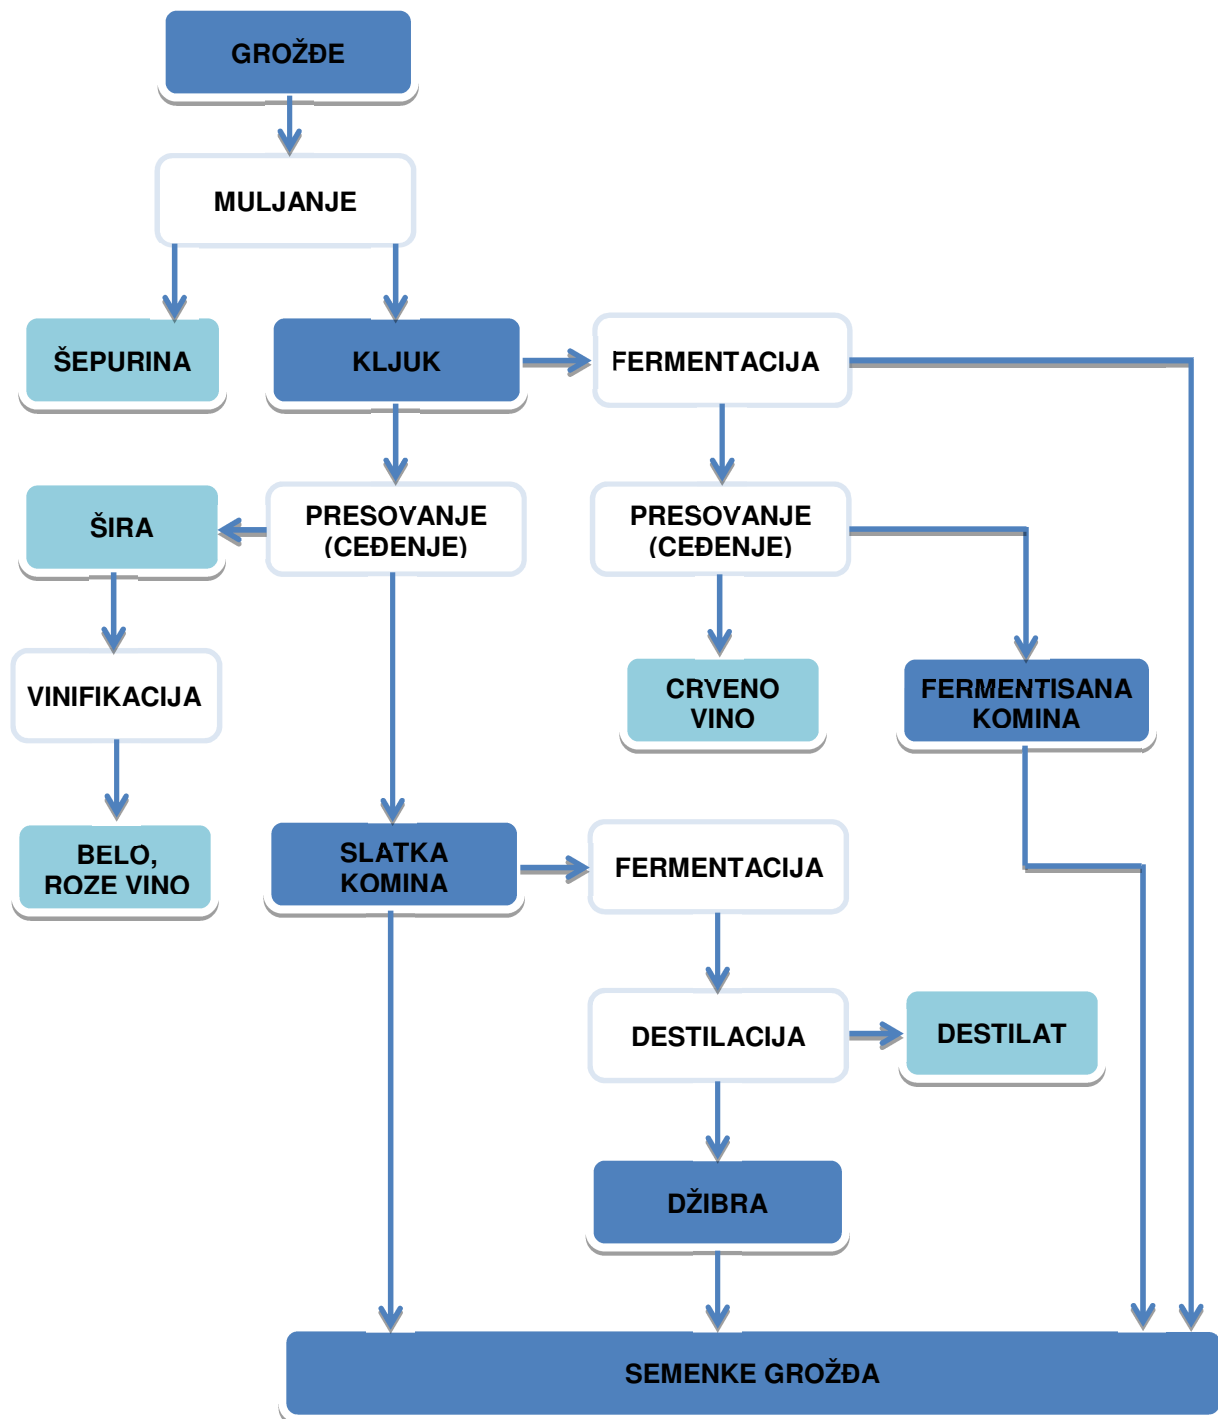 GROŽĐE
MULJANJE
ŠEPURINA
KLJUK
FERMENTACIJA
ŠIRA
PRESOVANJE
(CEĐENJE)
PRESOVANJE
(CEĐENJE)
VINIFIKACIJA
CRVENO
VINO
FERMENTISANA
KOMINA
BELO,
ROZE VINO
SLATKA
KOMINA
FERMENTACIJA
DESTILACIJA
DESTILAT
DŽIBRA
SEMENKE GROŽĐA